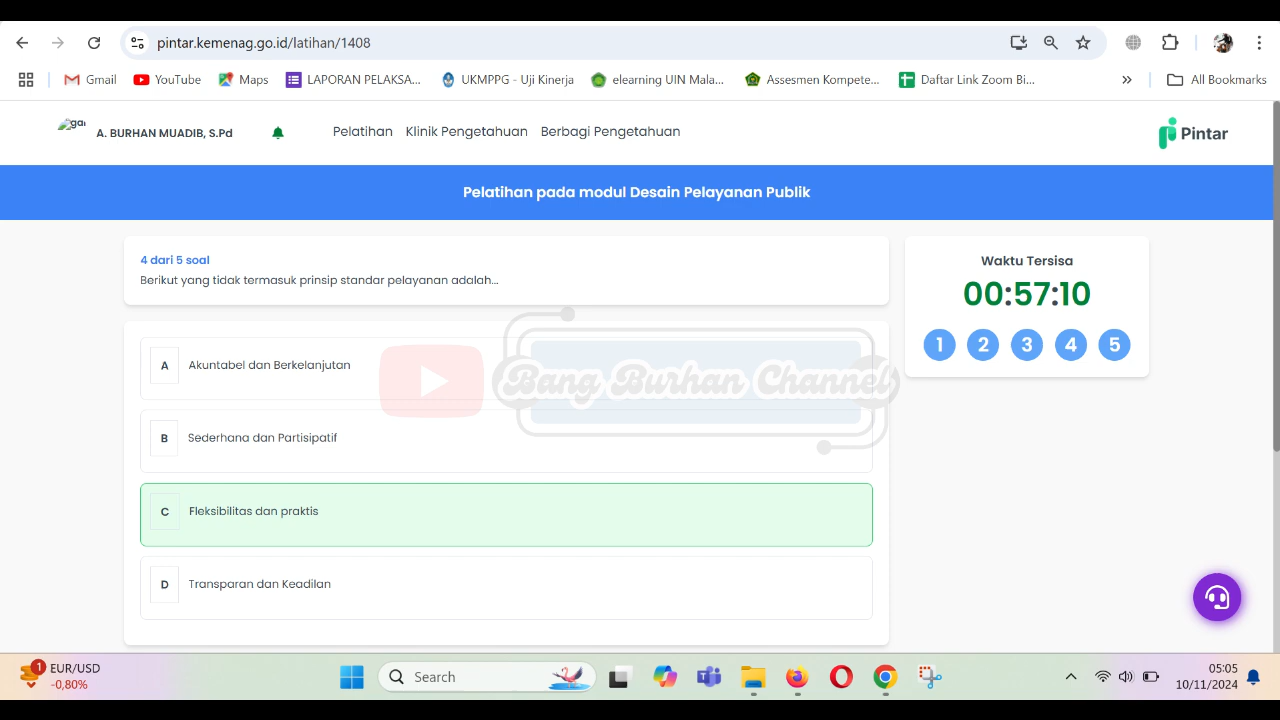 pintar.kemenag.go.id/latihan/1408
Gmail
YouTube
Maps
LAPORAN PELAKSA...
UKMPPG - Uji Kinerja
elearning UIN Mala...
Assesmen Kompete...
Daftar Link Zoom Bi...
»
All Bookmarks
A. BURHAN MUADIB, S.Pd
Pelatihan
Klinik Pengetahuan
Berbagi Pengetahuan
Pintar
Pelatihan pada modul Desain Pelayanan Publik
4 dari 5 soal
Berikut yang tidak termasuk prinsip standar pelayanan adalah...
Waktu Tersisa
00:57:10
1 2 3 4 5
A Akuntabel dan Berkelanjutan
Bang Burhan Channel
B Sederhana dan Partisipatif
C Fleksibilitas dan praktis
D Transparan dan Keadilan
1
EUR/USD
-0,80%
Search
05:05
10/11/2024